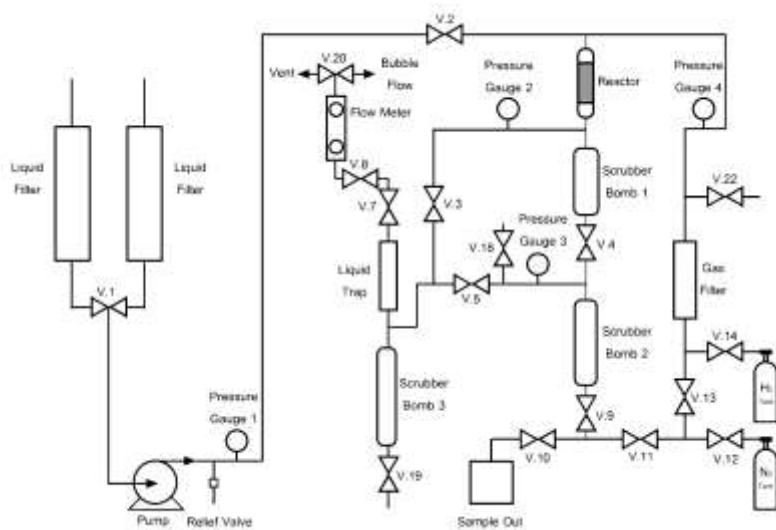 V.2
V.20
Vent
Bubble
Flow
Pressure
Gauge 2
Reactor
Pressure
Gauge 4
Flow Meter
Liquid
Filter
Liquid
Filter
V.8
V.7
V.3
Scrubber
Bomb 1
V.22
Pressure
Gauge 3
V.18
V.4
V.1
Liquid
Trap
V.5
Gas
Filter
Scrubber
Bomb 2
V.14
H₂
Tank
Pressure
Gauge 1
Scrubber
Bomb 3
V.13
V.9
V.10
V.11
V.12
N₂
Tank
V.19
Pump
Relief Valve
Sample Out